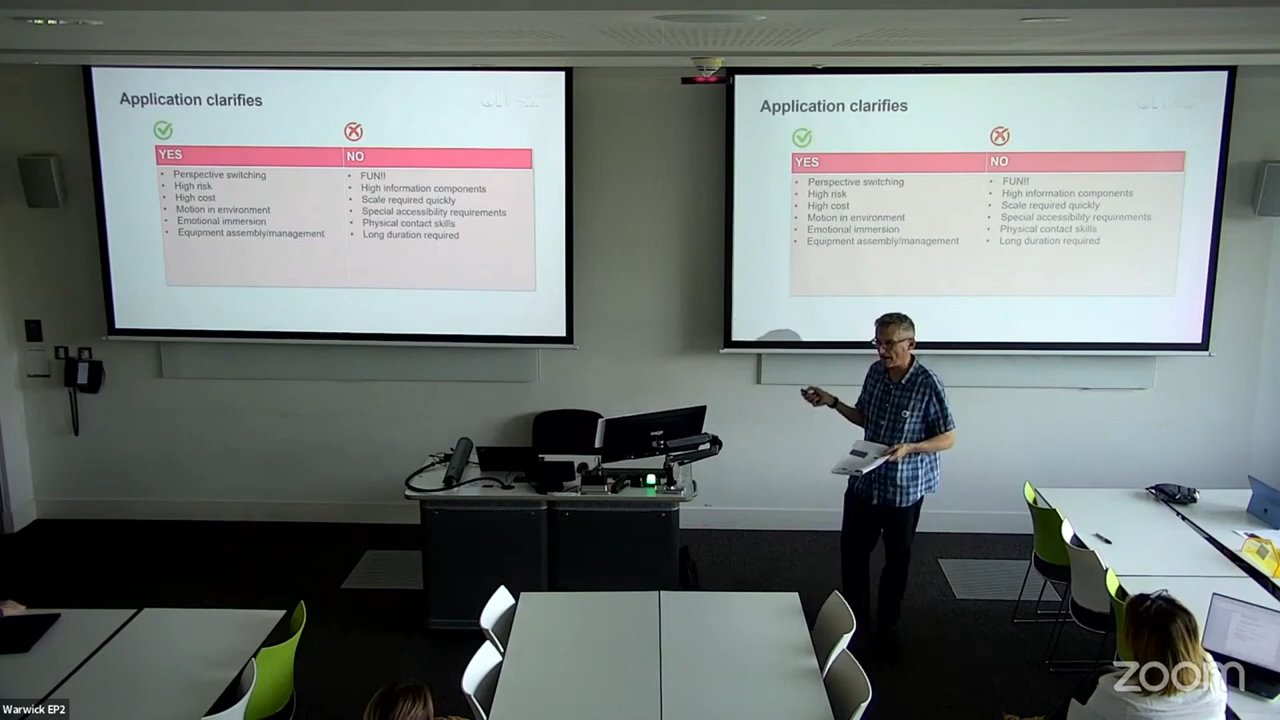 Application clarifies
YES
NO
• Perspective switching
• High risk
• High cost
• Motion in environment
• Emotional immersion
• Equipment assembly/management
• FUN!!
• High information components
• Scale required quickly
• Special accessibility requirements
• Physical contact skills
• Long duration required
Application clarifies
YES
NO
• Perspective switching
• High risk
• High cost
• Motion in environment
• Emotional immersion
• Equipment assembly/management
• FUN!!
• High information components
• Scale required quickly
• Special accessibility requirements
• Physical contact skills
• Long duration required
zoom
Warwick EP2